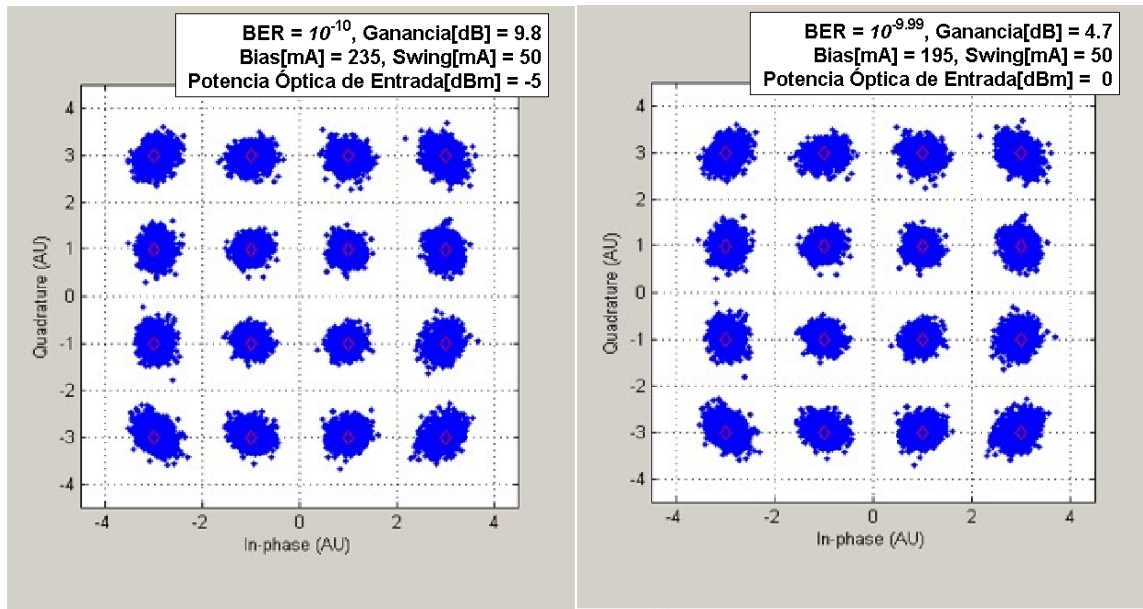 BER = 10-10, Ganancia[dB] = 9.8
Bias[mA] = 235, Swing[mA] = 50
Potencia Óptica de Entrada[dBm] = -5
4
3
2
1
0
-1
-2
-3
-4
Quadrature (AU)
-4 -2 0 2 4
In-phase (AU)
BER = 10-9.99, Ganancia[dB] = 4.7
Bias[mA] = 195, Swing[mA] = 50
Potencia Óptica de Entrada[dBm] = 0
4
3
2
1
0
-1
-2
-3
-4
Quadrature (AU)
-4 -2 0 2 4
In-phase (AU)